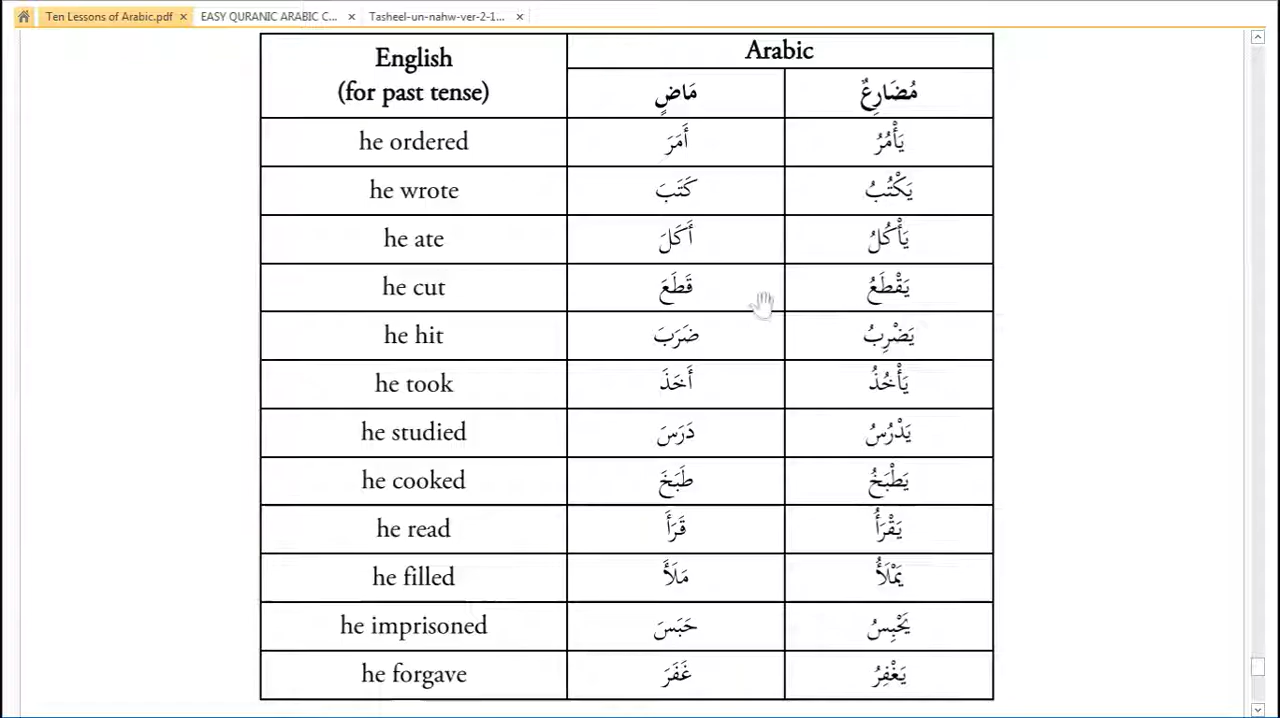 Ten Lessons of Arabic.pdf EASY QURANIC ARABIC C... Tasheel-un-nahw-ver-2-1...
English Arabic
(for past tense) مَاضٍ مُضَارِعٌ
he ordered أَمَرَ يَأْمُرُ
he wrote كَتَبَ يَكْتُبُ
he ate أَكَلَ يَأْكُلُ
he cut قَطَعَ يَقْطَعُ
he hit ضَرَبَ يَضْرِبُ
he took أَخَذَ يَأْخُذُ
he studied دَرَسَ يَدْرُسُ
he cooked طَبَخَ يَطْبَخُ
he read قَرَأَ يَقْرَأُ
he filled مَلَأَ يَمْلَأُ
he imprisoned حَبَسَ يَحْبِسُ
he forgave غَفَرَ يَغْفِرُ